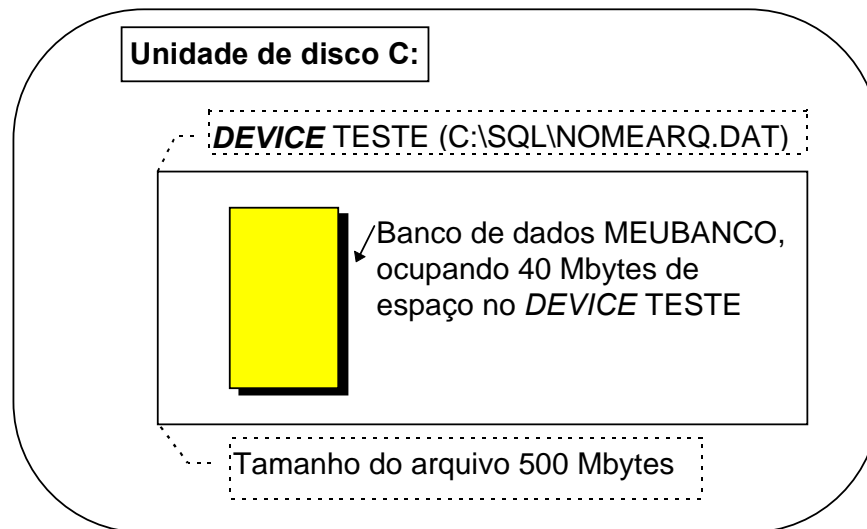 Unidade de disco C:
DEVICE TESTE (C:\SQL\NOMEARQ.DAT)
Banco de dados MEUBANCO,
ocupando 40 Mbytes de
espaço no DEVICE TESTE
Tamanho do arquivo 500 Mbytes